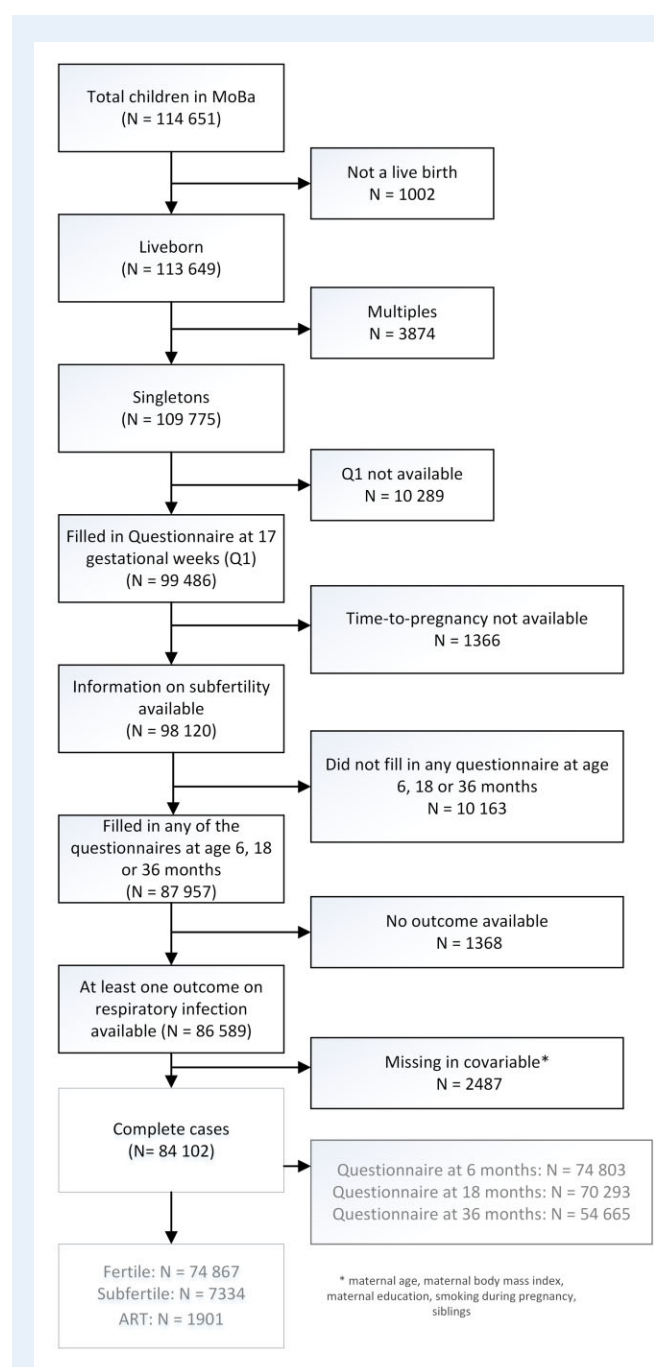 Total children in MoBa
(N = 114 651)
Not a live birth
N = 1002
Liveborn
(N = 113 649)
Multiples
N = 3874
Singletons
(N = 109 775)
Q1 not available
N = 10 289
Filled in Questionnaire at 17
gestational weeks (Q1)
(N = 99 486)
Time-to-pregnancy not available
N = 1366
Information on subfertility
available
(N = 98 120)
Did not fill in any questionnaire at age
6, 18 or 36 months
N = 10 163
Filled in any of the
questionnaires at age 6, 18
or 36 months
(N = 87 957)
No outcome available
N = 1368
At least one outcome on
respiratory infection
available (N = 86 589)
Missing in covariable*
N = 2487
Complete cases
(N= 84 102)
Questionnaire at 6 months: N = 74 803
Questionnaire at 18 months: N = 70 293
Questionnaire at 36 months: N = 54 665
Fertile: N = 74 867
Subfertile: N = 7334
ART: N = 1901
* maternal age, maternal body mass index,
maternal education, smoking during pregnancy,
siblings